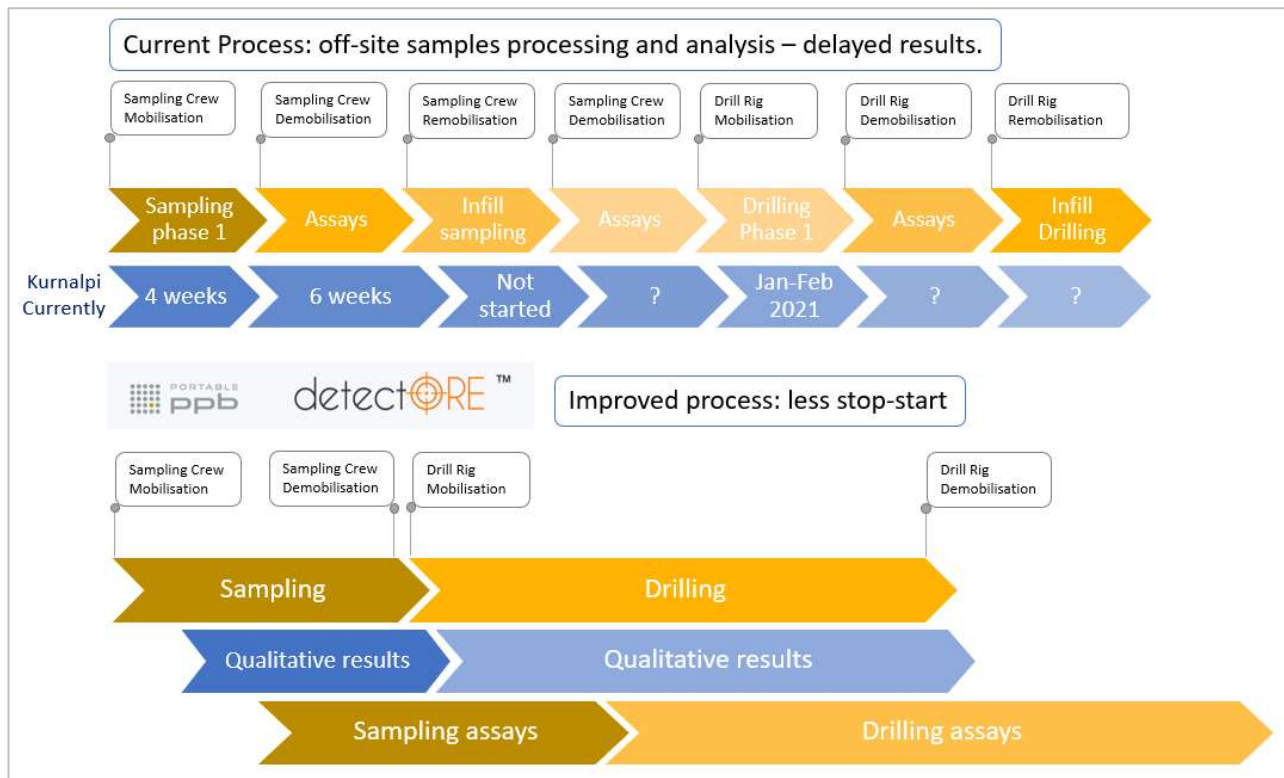 Current Process: off-site samples processing and analysis – delayed results.
Sampling Crew
Mobilisation
Sampling Crew
Demobilisation
Sampling Crew
Remobilisation
Sampling Crew
Demobilisation
Drill Rig
Mobilisation
Drill Rig
Demobilisation
Drill Rig
Remobilisation
Sampling
phase 1
Assays
Infill
sampling
Assays
Drilling
Phase 1
Assays
Infill
Drilling
Kurnalpi
Currently
4 weeks
6 weeks
Not
started
?
Jan-Feb
2021
?
?
PORTABLE
ppb
detectORE ™
Improved process: less stop-start
Sampling Crew
Mobilisation
Sampling Crew
Demobilisation
Drill Rig
Mobilisation
Drill Rig
Demobilisation
Sampling
Drilling
Qualitative results
Qualitative results
Sampling assays
Drilling assays